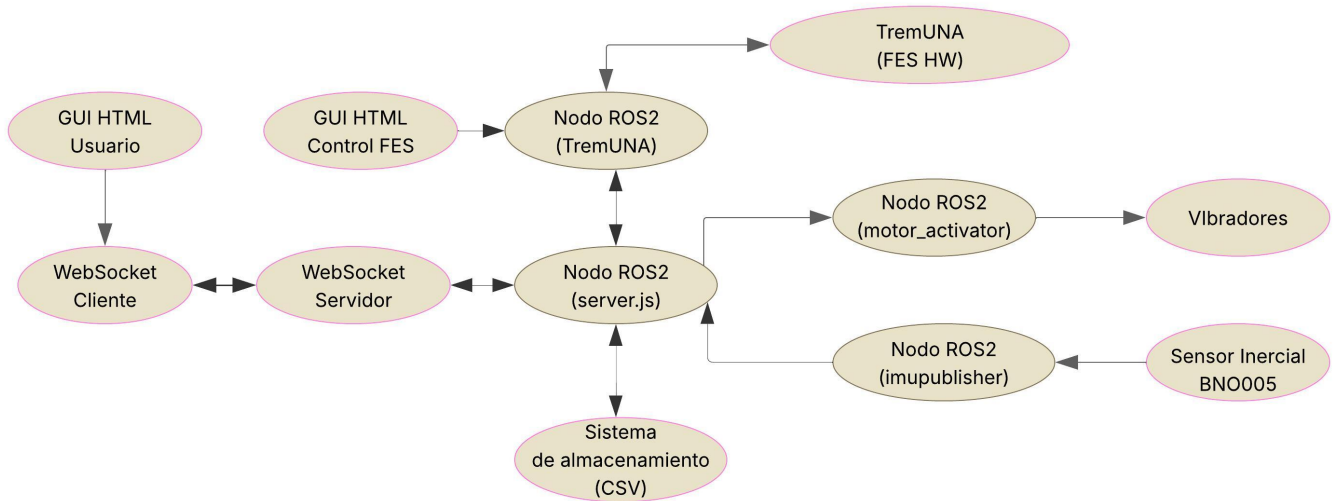 TremUNA
(FES HW)
GUI HTML
Usuario
GUI HTML
Control FES
Nodo ROS2
(TremUNA)
Nodo ROS2
(motor_activator)
VIbradores
WebSocket
Cliente
WebSocket
Servidor
Nodo ROS2
(server.js)
Nodo ROS2
(imupublisher)
Sensor Inercial
BNO005
Sistema
de almacenamiento
(CSV)